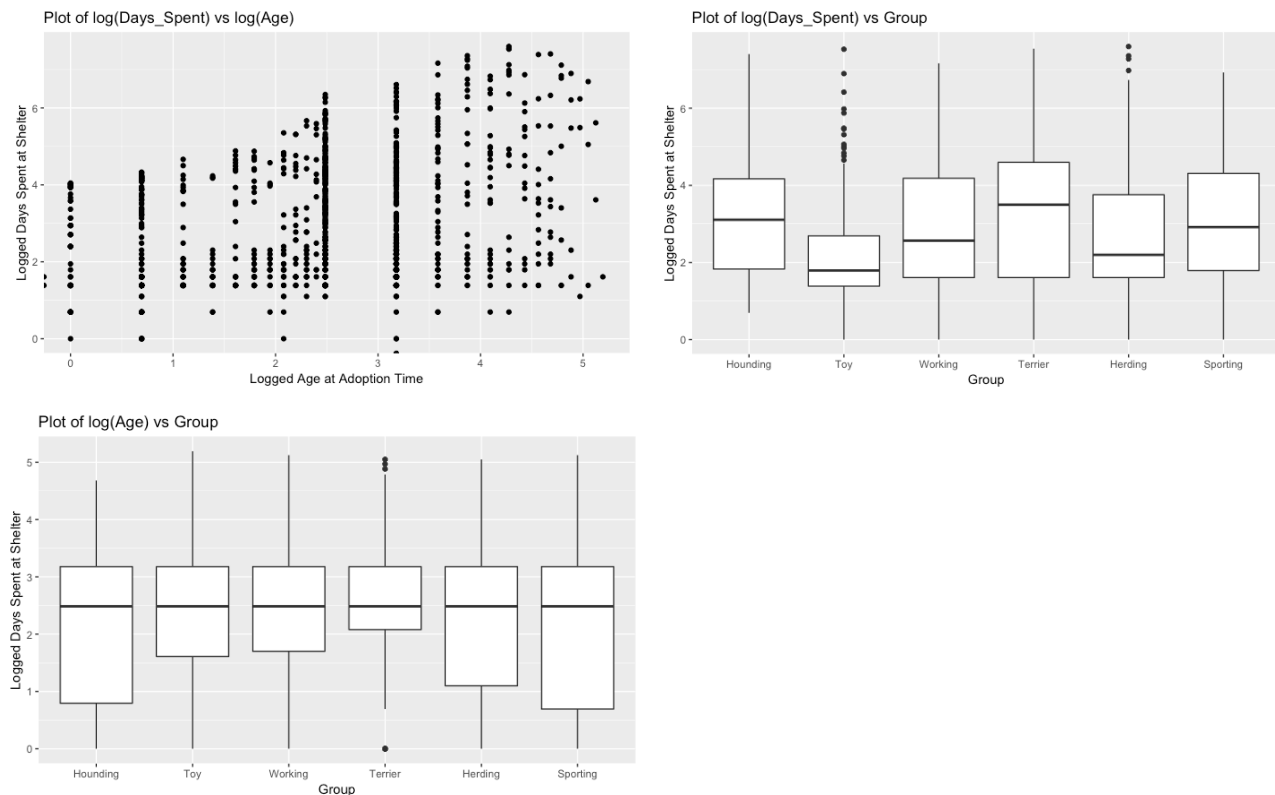 Plot of log(Days_Spent) vs log(Age)
Logged Days Spent at Shelter
6
4
2
0
0 1 2 3 4 5
Logged Age at Adoption Time
Plot of log(Days_Spent) vs Group
Logged Days Spent at Shelter
6
4
2
0
Hounding Toy Working Terrier Herding Sporting
Group
Plot of log(Age) vs Group
Logged Days Spent at Shelter
5
4
3
2
1
0
Hounding Toy Working Terrier Herding Sporting
Group